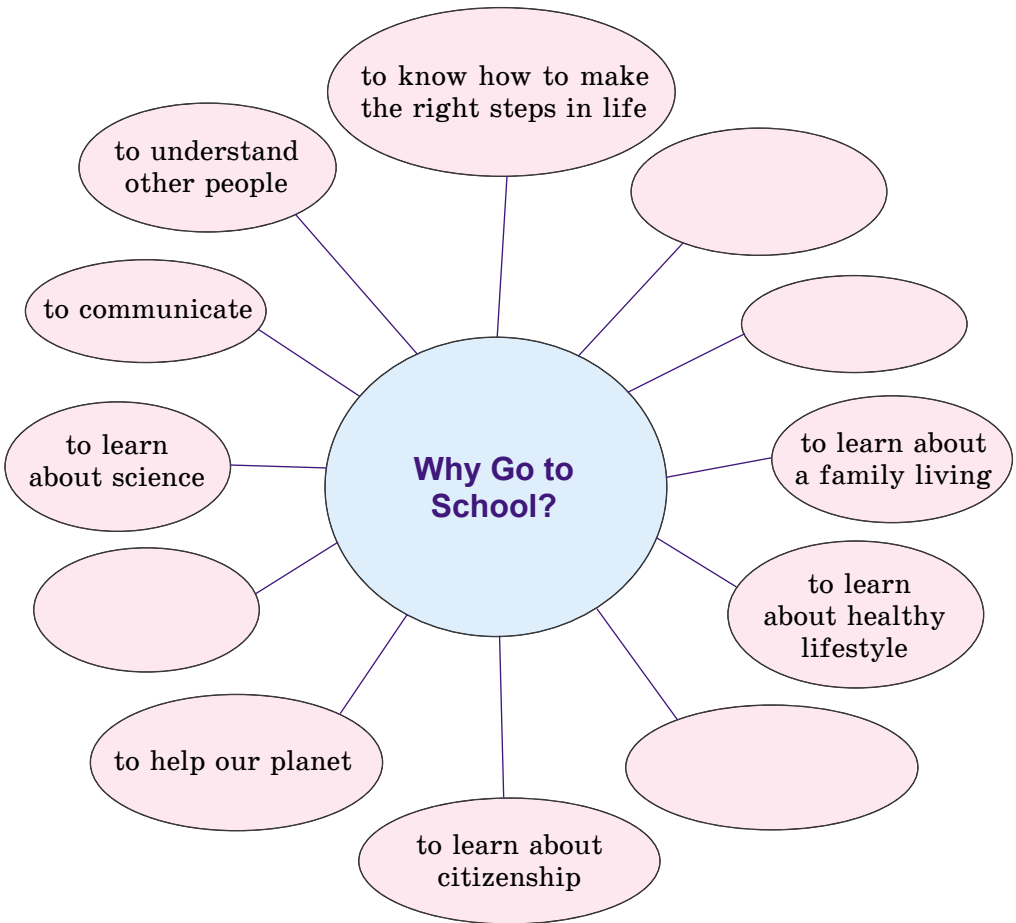 to know how to make
the right steps in life
to understand
other people
to communicate
to learn
about science
Why Go to
School?
to learn about
a family living
to learn
about healthy
lifestyle
to help our planet
to learn about
citizenship